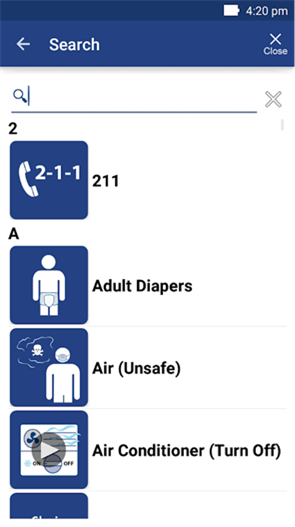 4:20 pm
Search
Close
2
2-1-1
211
A
Adult Diapers
Air (Unsafe)
ON OFF
Air Conditioner (Turn Off)